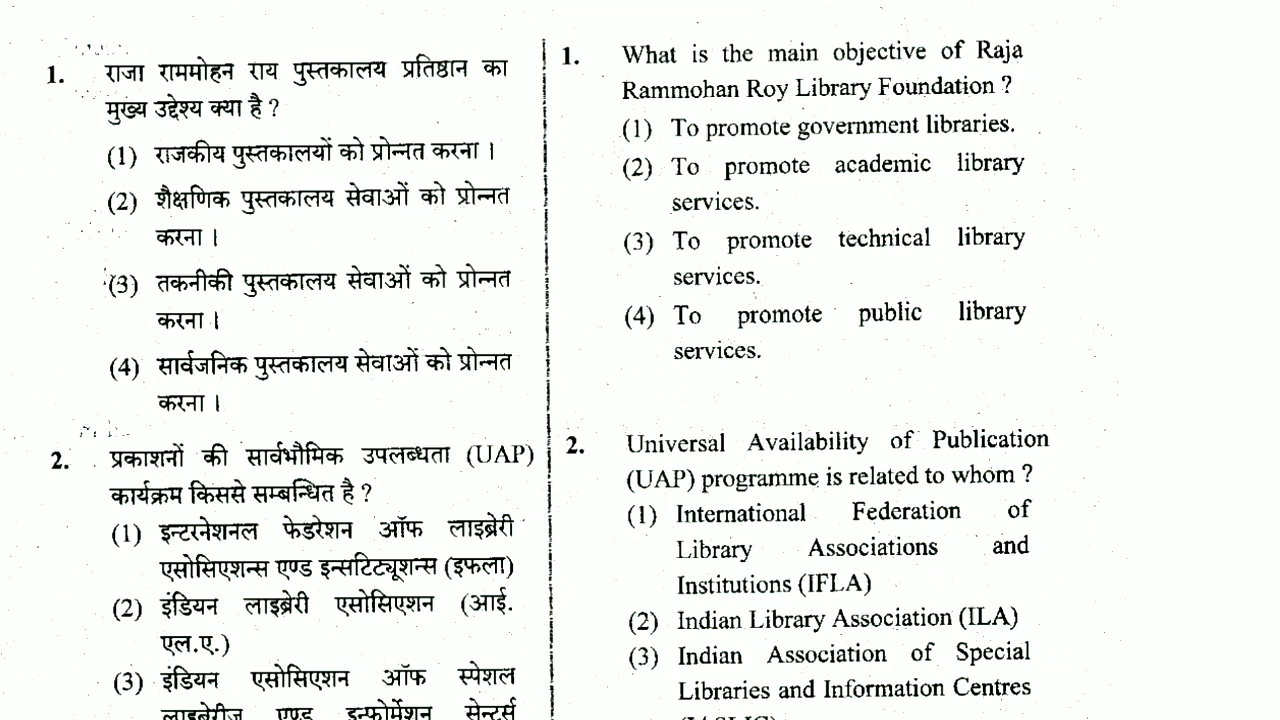 1. राजा राममोहन राय पुस्तकालय प्रतिष्ठान का
मुख्य उद्देश्य क्या है ?
(1) राजकीय पुस्तकालयों को प्रोन्नत करना ।
(2) शैक्षणिक पुस्तकालय सेवाओं को प्रोन्नत
करना ।
(3) तकनीकी पुस्तकालय सेवाओं को प्रोन्नत
करना ।
(4) सार्वजनिक पुस्तकालय सेवाओं को प्रोन्नत
करना ।
2. प्रकाशनों की सार्वभौमिक उपलब्धता (UAP)
कार्यक्रम किससे सम्बन्धित है ?
(1) इन्टरनेशनल फेडरेशन ऑफ लाइब्रेरी
एसोसिएशन्स एण्ड इन्सटिट्यूशन्स (इफला)
(2) इंडियन लाइब्रेरी एसोसिएशन (आई.
एल.ए.)
(3) इंडियन एसोसिएशन ऑफ स्पेशल
लाइब्रेरीज एण्ड इन्फोर्मेशन सेन्टर्स
1. What is the main objective of Raja
Rammohan Roy Library Foundation ?
(1) To promote government libraries.
(2) To promote academic library
services.
(3) To promote technical library
services.
(4) To promote public library
services.
2. Universal Availability of Publication
(UAP) programme is related to whom ?
(1) International Federation of
Library Associations and
Institutions (IFLA)
(2) Indian Library Association (ILA)
(3) Indian Association of Special
Libraries and Information Centres